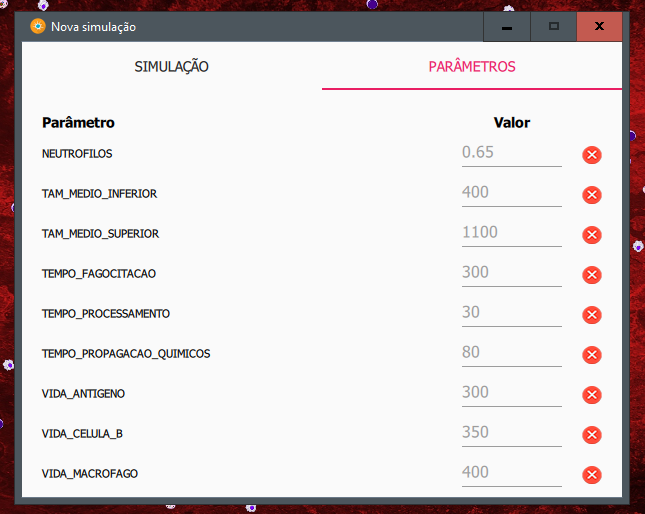 Nova simulação
SIMULAÇÃO PARÂMETROS
Parâmetro Valor
NEUTROFILOS 0.65
TAM_MEDIO_INFERIOR 400
TAM_MEDIO_SUPERIOR 1100
TEMPO_FAGOCITACAO 300
TEMPO_PROCESSAMENTO 30
TEMPO_PROPAGACAO_QUIMICOS 80
VIDA_ANTIGENO 300
VIDA_CELULA_B 350
VIDA_MACROFAGO 400